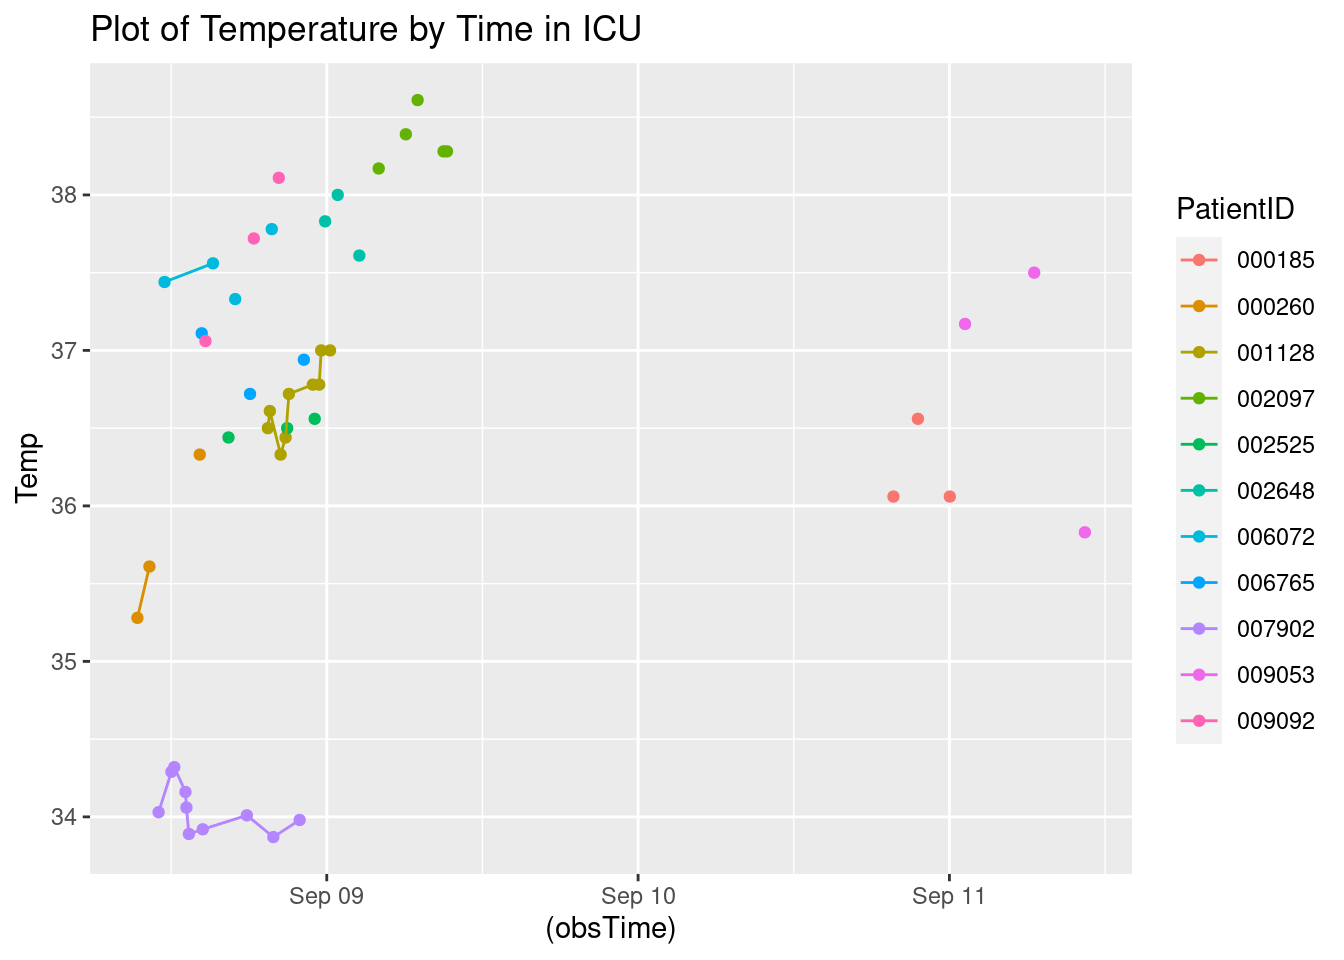 Plot of Temperature by Time in ICU
38
37
36
35
34
Temp
Sep 09
Sep 10
Sep 11
(obsTime)
PatientID
000185
000260
001128
002097
002525
002648
006072
006765
007902
009053
009092